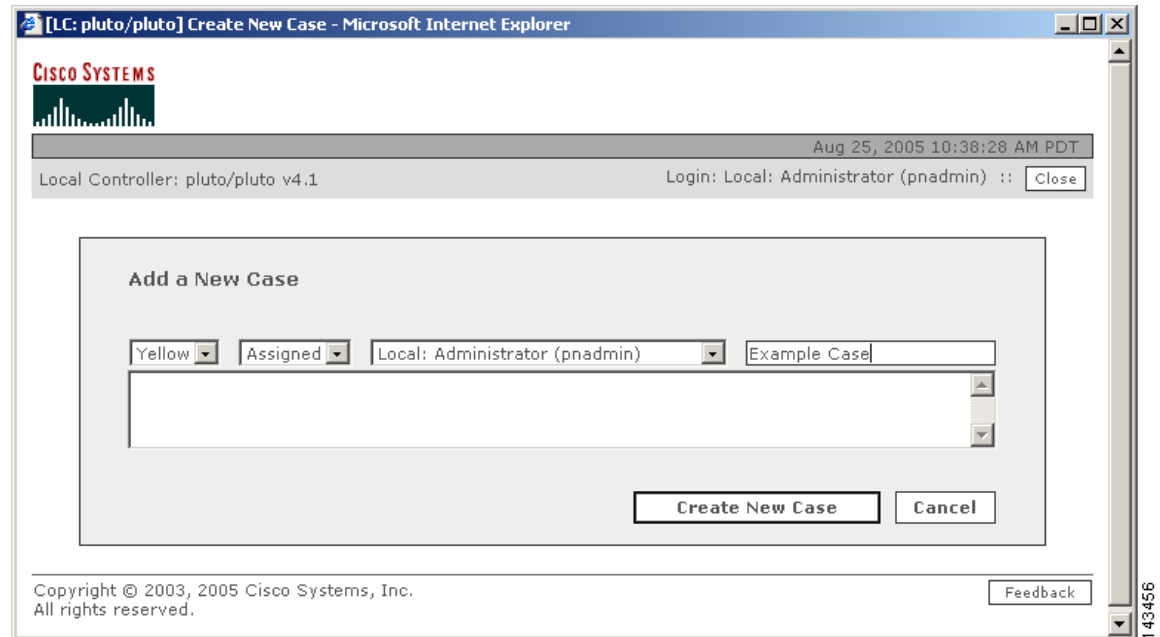 [LC: pluto/pluto] Create New Case - Microsoft Internet Explorer
CISCO SYSTEMS
Aug 25, 2005 10:38:28 AM PDT
Local Controller: pluto/pluto v4.1
Login: Local: Administrator (pnadmin) :: Close
Add a New Case
Yellow Assigned Local: Administrator (pnadmin) Example Case
Create New Case Cancel
Copyright © 2003, 2005 Cisco Systems, Inc.
All rights reserved.
Feedback
143456